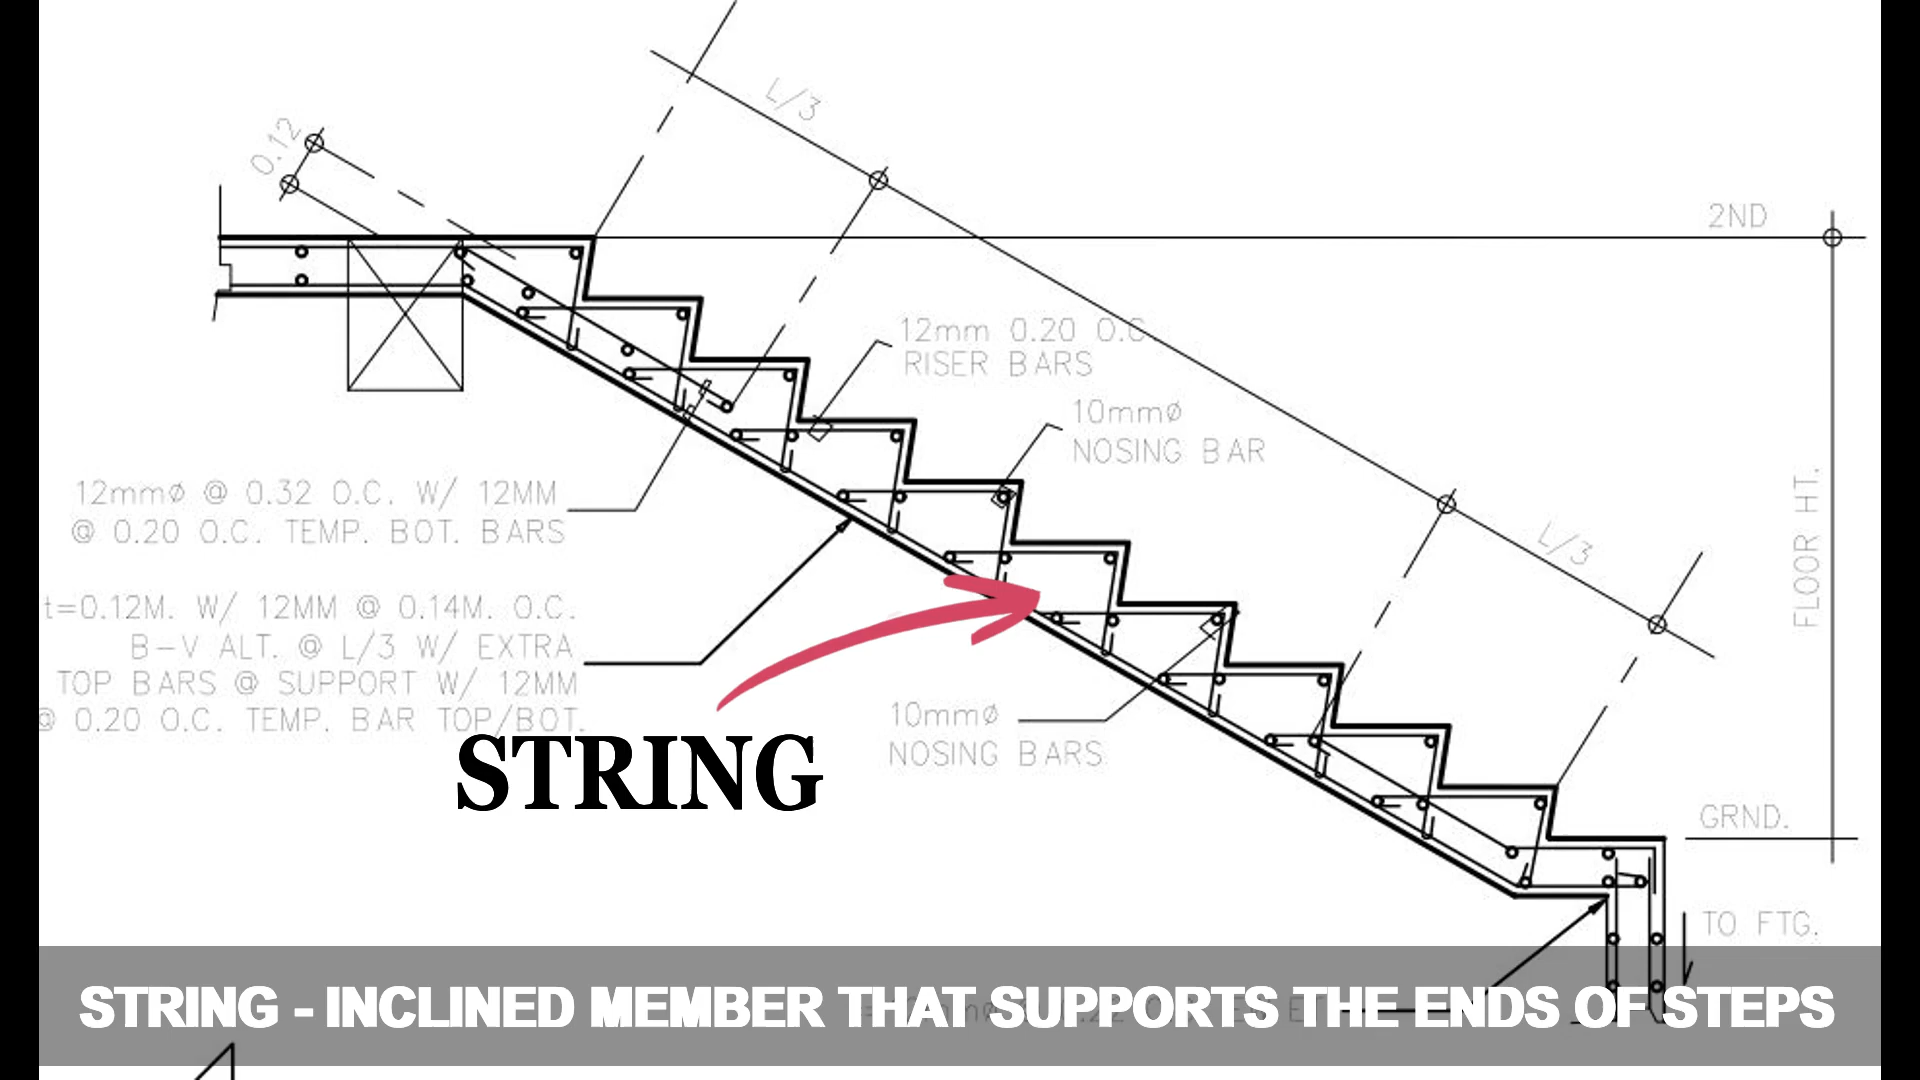 L/3
0.12
2ND
12mm 0.20 O.C.
RISER BARS
10mmø
NOSING BAR
12mmø @ 0.32 O.C. W/ 12MM
@ 0.20 O.C. TEMP. BOT. BARS
L/3
FLOOR HT.
t=0.12M. W/ 12MM @ 0.14M. O.C.
B-V ALT. @ L/3 W/ EXTRA
TOP BARS @ SUPPORT W/ 12MM
@ 0.20 O.C. TEMP. BAR TOP/BOT.
10mmø
NOSING BARS
STRING
GRND.
TO FTG.
STRING - INCLINED MEMBER THAT SUPPORTS THE ENDS OF STEPS